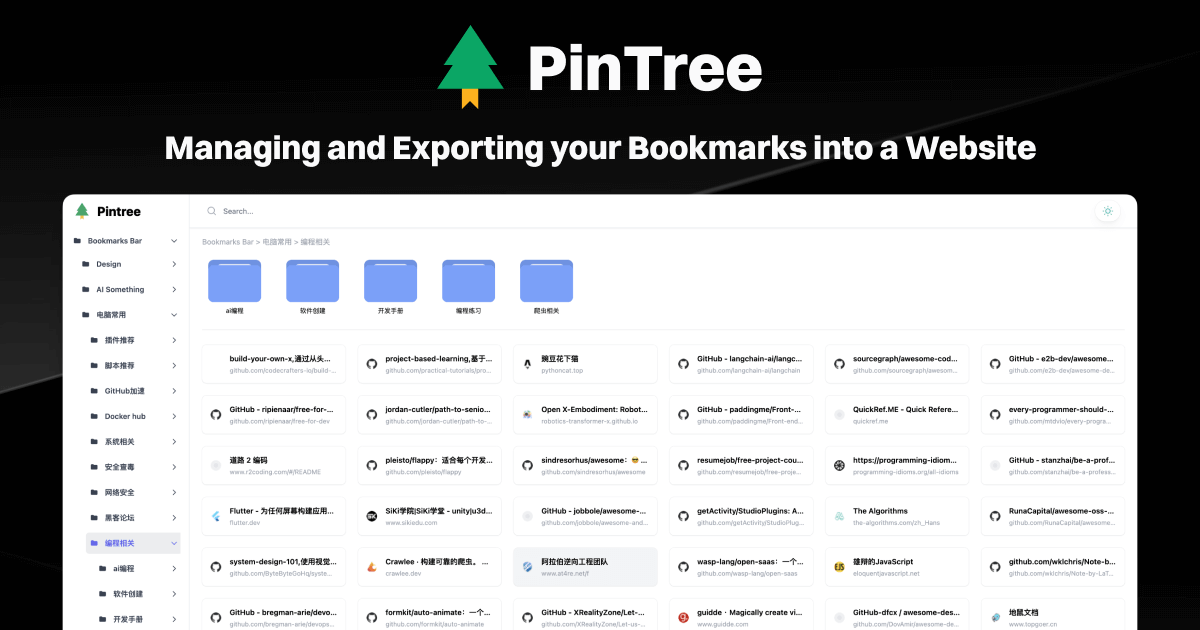 PinTree
Managing and Exporting your Bookmarks into a Website
Pintree
Search...
Bookmarks Bar
Design
AI Something
电脑常用
插件推荐
脚本推荐
GitHub加速
Docker hub
系统相关
安全查毒
网络安全
黑客论坛
编程相关
ai编程
软件创建
开发手册
Bookmarks Bar > 电脑常用 > 编程相关
ai编程
软件创建
开发手册
编程练习
爬虫相关
build-your-own-x,通过从头...
github.com/codecrafters-io/build-...
project-based-learning,基于...
github.com/practical-tutorials/pro...
豌豆花下猫
pythoncat.top
GitHub - langchain-ai/langc...
github.com/langchain-ai/langchain
sourcegraph/awesome-cod...
github.com/sourcegraph/awesom...
GitHub - e2b-dev/awesome...
github.com/e2b-dev/awesome-de...
GitHub - ripienaar/free-for-...
github.com/ripienaar/free-for-dev
jordan-cutler/path-to-senio...
github.com/jordan-cutler/path-to-...
Open X-Embodiment: Robot...
robotics-transformer-x.github.io
GitHub - paddingme/Front-...
github.com/paddingme/Front-end...
QuickRef.ME - Quick Refere...
quickref.me
every-programmer-should-...
github.com/mtdvio/every-progra...
道路 2 编码
www.r2coding.com/#/README
pleisto/flappy：适合每个开发...
github.com/pleisto/flappy
sindresorhus/awesome：😎 ...
github.com/sindresorhus/awesome
resumejob/free-project-cou...
github.com/resumejob/free-proje...
https://programming-idiom...
programming-idioms.org/all-idioms
GitHub - stanzhai/be-a-prof...
github.com/stanzhai/be-a-profess...
Flutter - 为任何屏幕构建应用...
flutter.dev
SiKi学院|SiKi学堂 - unity|u3d...
www.sikiedu.com
GitHub - jobbole/awesome-...
github.com/jobbole/awesome-and...
getActivity/StudioPlugins: A...
github.com/getActivity/StudioPlug...
The Algorithms
the-algorithms.com/zh_Hans
RunaCapital/awesome-oss-...
github.com/RunaCapital/awesome...
system-design-101,使用视觉...
github.com/ByteByteGoHq/syste...
Crawlee · 构建可靠的爬虫。 ...
crawlee.dev
阿拉伯逆向工程团队
www.at4re.net/f
wasp-lang/open-saas：一个...
github.com/wasp-lang/open-saas
雄辩的JavaScript
eloquentjavascript.net
github.com/wklchris/Note-b...
github.com/wklchris/Note-by-LaT...
GitHub - bregman-arie/devo...
github.com/bregman-arie/devops...
formkit/auto-animate：一个...
github.com/formkit/auto-animate
GitHub - XRealityZone/Let-...
github.com/XRealityZone/Let-us-...
guidde · Magically create vi...
www.guidde.com
GitHub-dfcx / awesome-des...
github.com/DovAmir/awesome-de...
地鼠文档
www.topgoer.cn